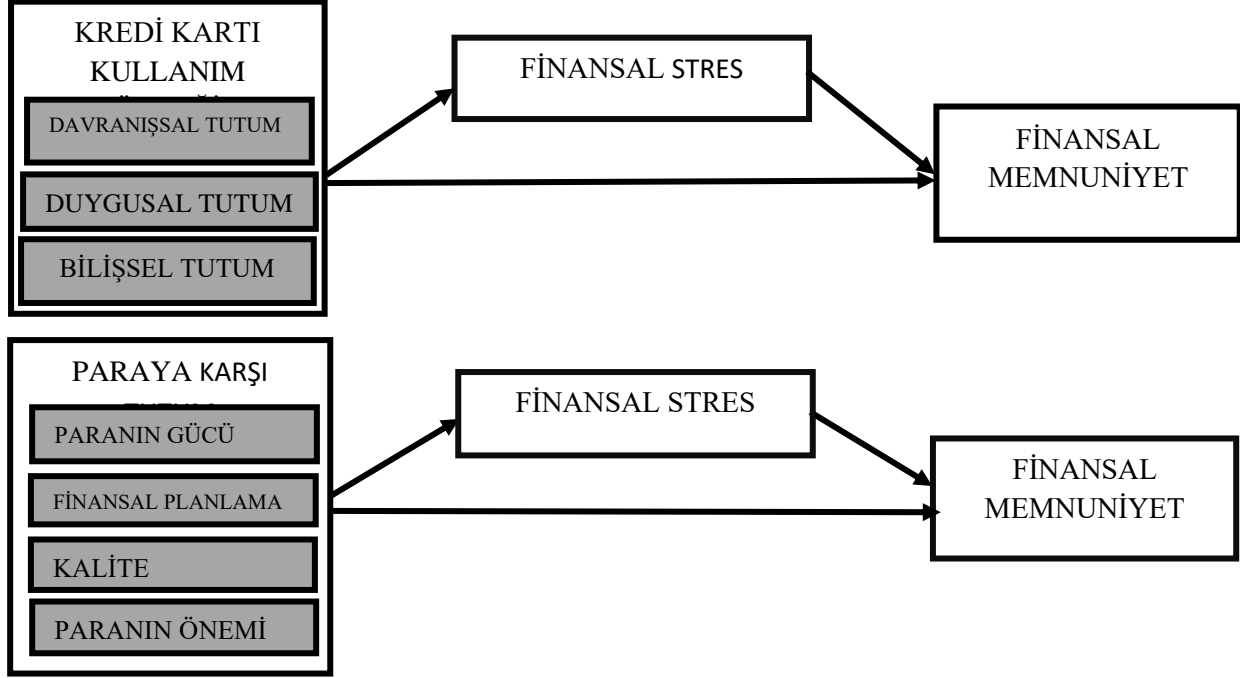 KREDİ KARTI
KULLANIM
DAVRANIŞSAL TUTUM
DUYGUSAL TUTUM
BİLİŞSEL TUTUM
FİNANSAL STRES
FİNANSAL
MEMNUNİYET
PARAYA KARŞI
PARANIN GÜCÜ
FİNANSAL PLANLAMA
KALİTE
PARANIN ÖNEMİ
FİNANSAL STRES
FİNANSAL
MEMNUNİYET